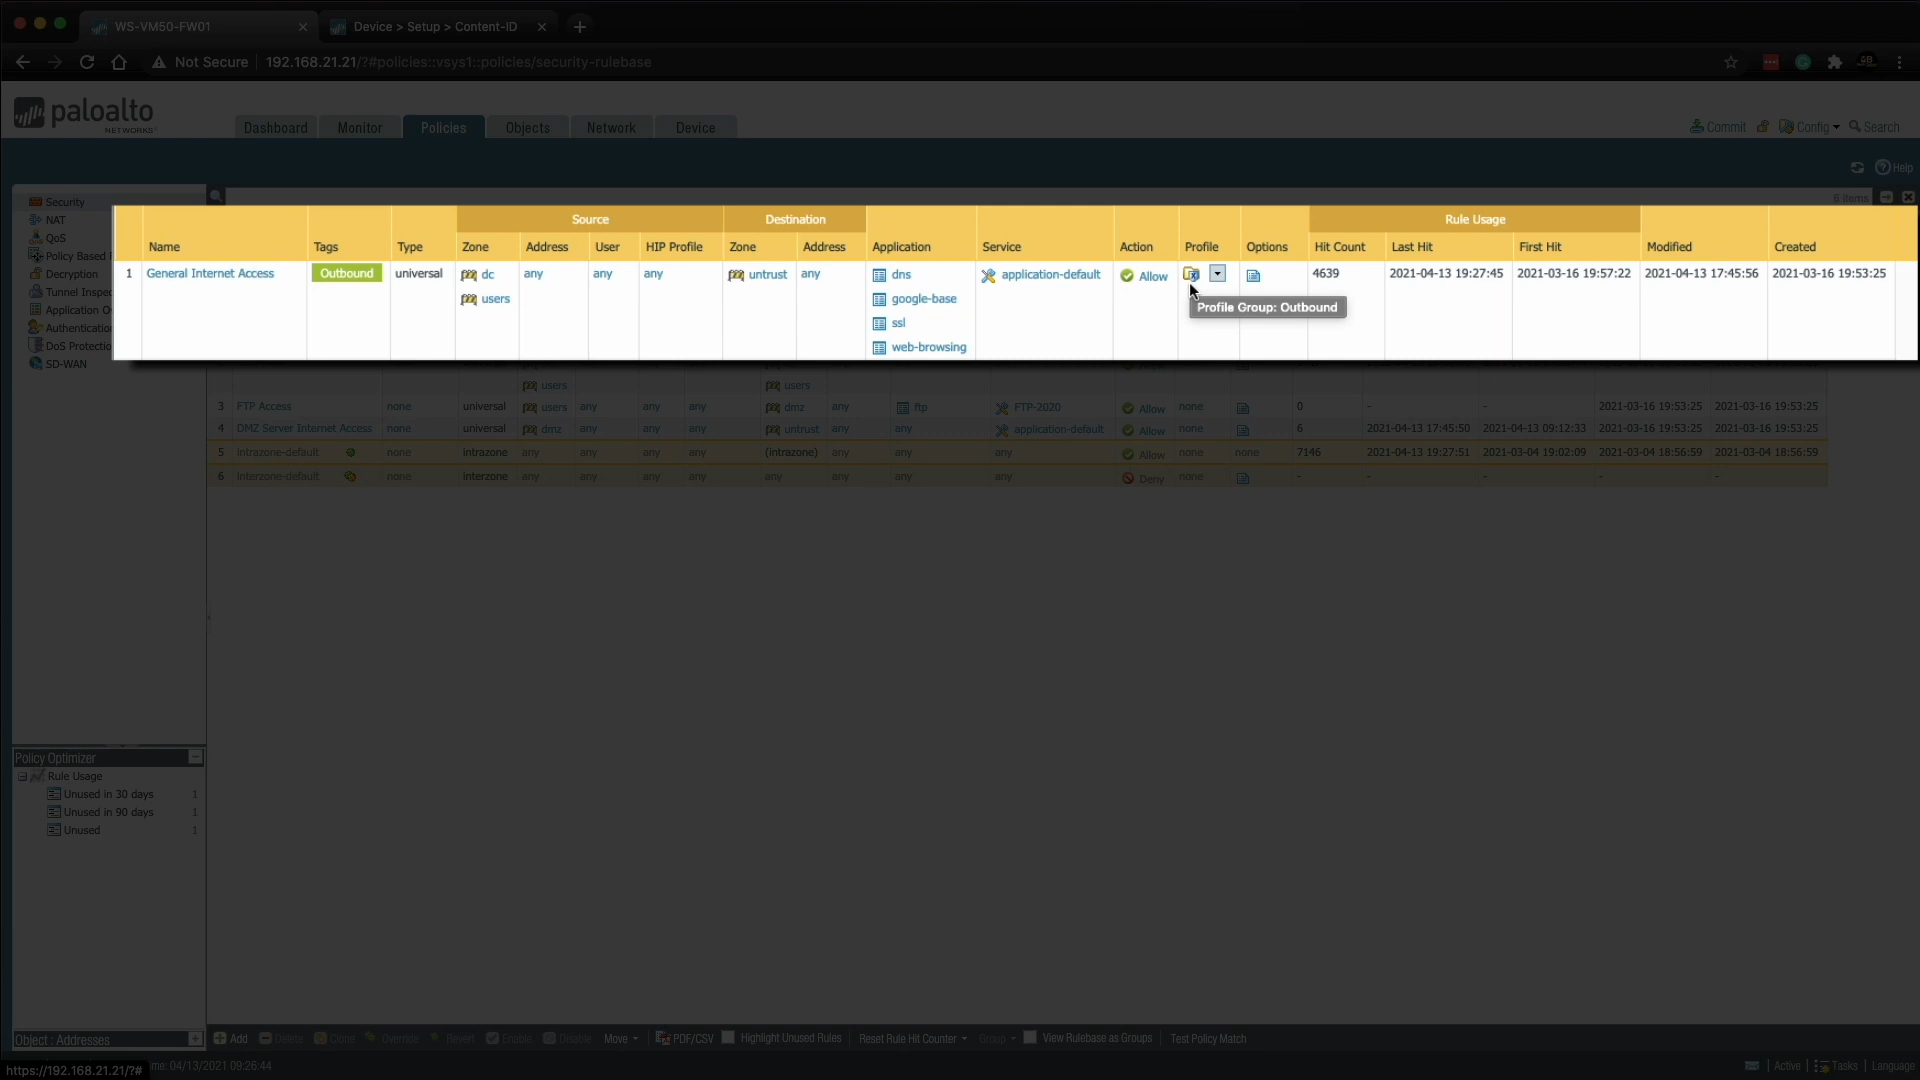 WS-VM50-FW01
Device > Setup > Content-ID
Not Secure 192.168.21.21/?#policies::vsys1::policies/security-rulebase
paloalto
NETWORKS
Dashboard Monitor Policies Objects Network Device
Commit Config Search
Help
6 items
Security
NAT
QoS
Policy Based F
Decryption
Tunnel Inspec
Application O
Authenticatio
DoS Protectio
SD-WAN
Source Destination Rule Usage
Name Tags Type Zone Address User HIP Profile Zone Address Application Service Action Profile Options Hit Count Last Hit First Hit Modified Created
1 General Internet Access Outbound universal dc any any any untrust any dns application-default Allow 4639 2021-04-13 19:27:45 2021-03-16 19:57:22 2021-04-13 17:45:56 2021-03-16 19:53:25
users google-base
Profile Group: Outbound
ssl
web-browsing
users users
3 FTP Access none universal users any any any dmz any ftp FTP-2020 Allow none 0 - - 2021-03-16 19:53:25 2021-03-16 19:53:25
4 DMZ Server Internet Access none universal dmz any any any untrust any any application-default Allow none 6 2021-04-13 17:45:50 2021-04-13 09:12:33 2021-03-16 19:53:25 2021-03-16 19:53:25
5 intrazone-default none intrazone any any any any (intrazone) any any any Allow none none 7146 2021-04-13 19:27:51 2021-03-04 19:02:09 2021-03-04 18:56:59 2021-03-04 18:56:59
6 interzone-default none interzone any any any any any any any any Deny none - - - - -
Policy Optimizer
Rule Usage
Unused in 30 days 1
Unused in 90 days 1
Unused 1
Object : Addresses
Add Delete Clone Override Revert Enable Disable Move PDF/CSV Highlight Unused Rules Reset Rule Hit Counter Group View Rulebase as Groups Test Policy Match
https://192.168.21.21/?# me: 04/13/2021 09:26:44
Active Tasks Language